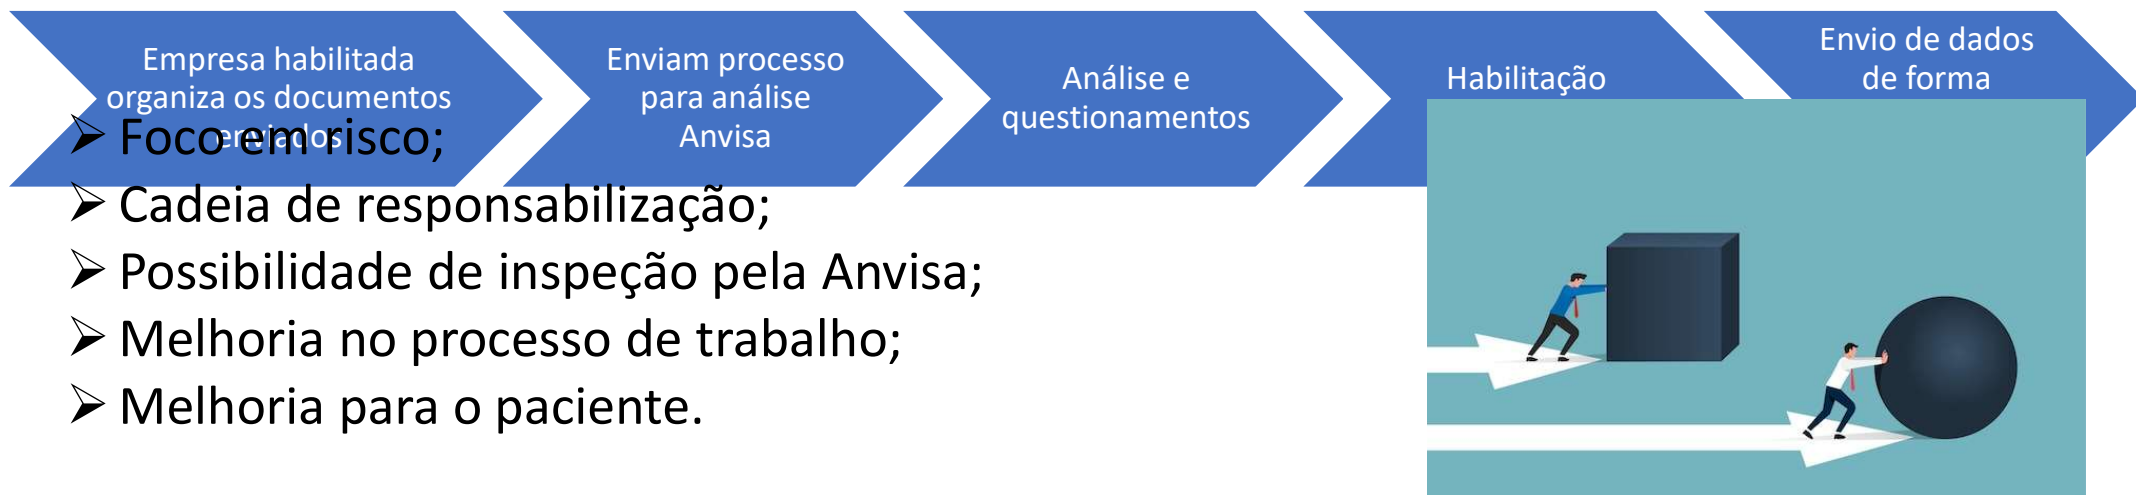 Empresa habilitada
organiza os documentos
enviados
Enviam processo
para análise
Anvisa
Análise e
questionamentos
Habilitação
Envio de dados
de forma
➢ Foco em risco;
➢ Cadeia de responsabilização;
➢ Possibilidade de inspeção pela Anvisa;
➢ Melhoria no processo de trabalho;
➢ Melhoria para o paciente.